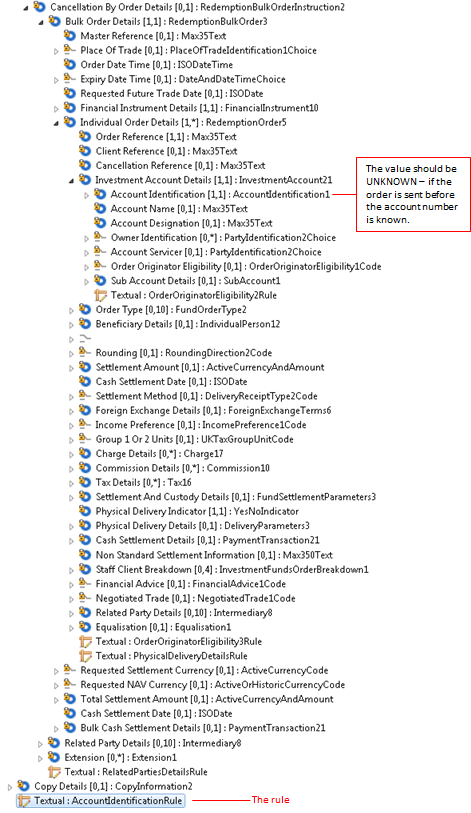 Cancellation By Order Details [0,1] : RedemptionBulkOrderInstruction2
Bulk Order Details [1,1] : RedemptionBulkOrder3
Master Reference [0,1] : Max35Text
Place Of Trade [0,1] : PlaceOfTradeIdentification1Choice
Order Date Time [0,1] : ISODateTime
Expiry Date Time [0,1] : DateAndDateTimeChoice
Requested Future Trade Date [0,1] : ISODate
Financial Instrument Details [1,1] : FinancialInstrument10
Individual Order Details [1,*] : RedemptionOrder5
Order Reference [1,1] : Max35Text
Client Reference [0,1] : Max35Text
Cancellation Reference [0,1] : Max35Text
Investment Account Details [1,1] : InvestmentAccount21
Account Identification [1,1] : AccountIdentification1
Account Name [0,1] : Max35Text
Account Designation [0,1] : Max35Text
Owner Identification [0,*] : PartyIdentification2Choice
Account Servicer [0,1] : PartyIdentification2Choice
Order Originator Eligibility [0,1] : OrderOriginatorEligibility1Code
Sub Account Details [0,1] : SubAccount1
Textual : OrderOriginatorEligibility2Rule
Order Type [0,10] : FundOrderType2
Beneficiary Details [0,1] : IndividualPerson12
Rounding [0,1] : RoundingDirection2Code
Settlement Amount [0,1] : ActiveCurrencyAndAmount
Cash Settlement Date [0,1] : ISODate
Settlement Method [0,1] : DeliveryReceiptType2Code
Foreign Exchange Details [0,1] : ForeignExchangeTerms6
Income Preference [0,1] : IncomePreference1Code
Group 1 Or 2 Units [0,1] : UKTaxGroupUnitCode
Charge Details [0,*] : Charge17
Commission Details [0,*] : Commission10
Tax Details [0,*] : Tax16
Settlement And Custody Details [0,1] : FundSettlementParameters3
Physical Delivery Indicator [1,1] : YesNoIndicator
Physical Delivery Details [0,1] : DeliveryParameters3
Cash Settlement Details [0,1] : PaymentTransaction21
Non Standard Settlement Information [0,1] : Max350Text
Staff Client Breakdown [0,4] : InvestmentFundsOrderBreakdown1
Financial Advice [0,1] : FinancialAdvice1Code
Negotiated Trade [0,1] : NegotiatedTrade1Code
Related Party Details [0,10] : Intermediary8
Equalisation [0,1] : Equalisation1
Textual : OrderOriginatorEligibility3Rule
Textual : PhysicalDeliveryDetailsRule
Requested Settlement Currency [0,1] : ActiveCurrencyCode
Requested NAV Currency [0,1] : ActiveOrHistoricCurrencyCode
Total Settlement Amount [0,1] : ActiveCurrencyAndAmount
Cash Settlement Date [0,1] : ISODate
Bulk Cash Settlement Details [0,1] : PaymentTransaction21
Related Party Details [0,10] : Intermediary8
Extension [0,*] : Extension1
Textual : RelatedPartiesDetailsRule
Copy Details [0,1] : CopyInformation2
Textual : AccountIdentificationRule
The rule
The value should be
UNKNOWN – if the
order is sent before
the account number
is known.